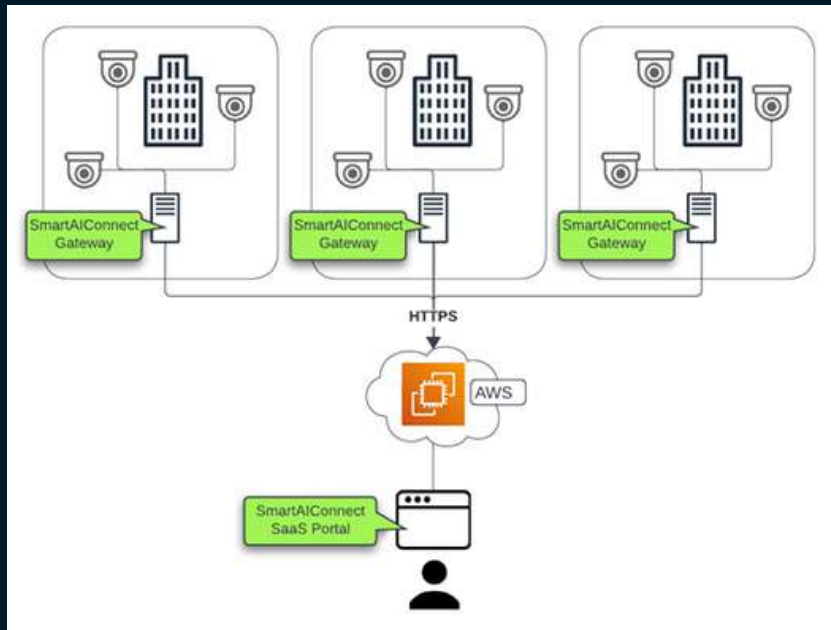 SmartAIConnect
Gateway
SmartAIConnect
Gateway
SmartAIConnect
Gateway
HTTPS
AWS
SmartAIConnect
SaaS Portal